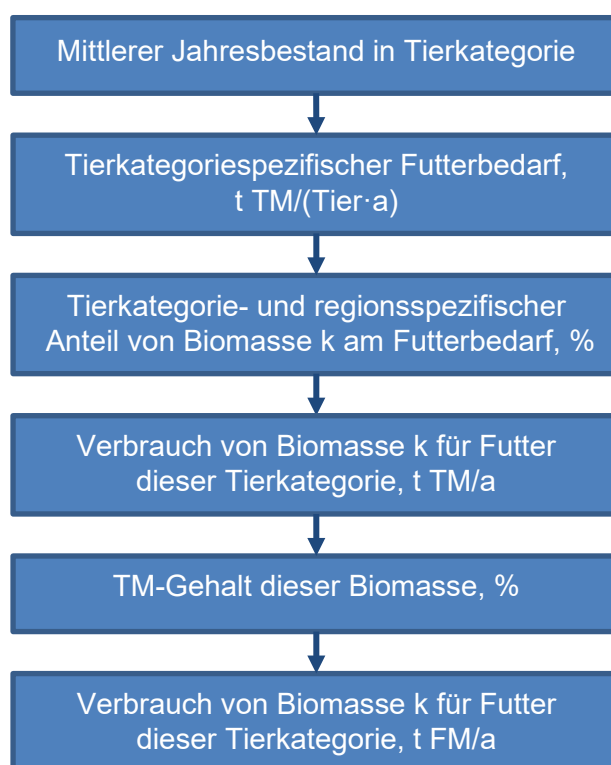 Mittlerer Jahresbestand in Tierkategorie
Tierkategoriespezifischer Futterbedarf,
t TM/(Tier·a)
Tierkategorie- und regionsspezifischer
Anteil von Biomasse k am Futterbedarf, %
Verbrauch von Biomasse k für Futter
dieser Tierkategorie, t TM/a
TM-Gehalt dieser Biomasse, %
Verbrauch von Biomasse k für Futter
dieser Tierkategorie, t FM/a